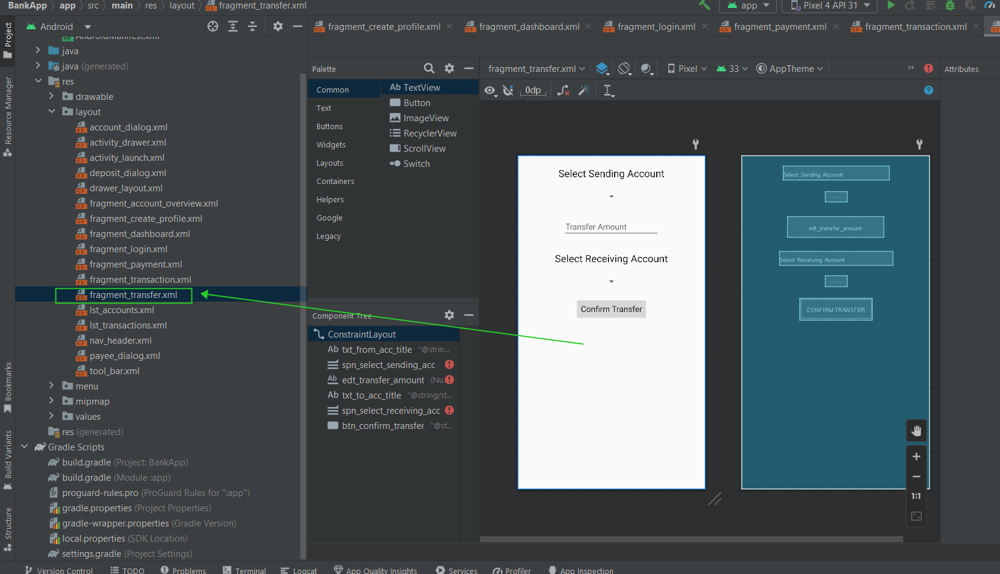 BankApp app src main res layout fragment_transfer.xml
app Pixel 4 API 31
Project
Android
fragment_create_profile.xml fragment_dashboard.xml fragment_login.xml fragment_payment.xml fragment_transaction.xml
AndroidManifest.xml
java
java (generated)
res
drawable
layout
account_dialog.xml
activity_drawer.xml
activity_launch.xml
deposit_dialog.xml
drawer_layout.xml
fragment_account_overview.xml
fragment_create_profile.xml
fragment_dashboard.xml
fragment_login.xml
fragment_payment.xml
fragment_transaction.xml
fragment_transfer.xml
lst_accounts.xml
lst_transactions.xml
nav_header.xml
payee_dialog.xml
tool_bar.xml
menu
mipmap
values
res (generated)
Gradle Scripts
build.gradle (Project: BankApp)
build.gradle (Module :app)
proguard-rules.pro (ProGuard Rules for ":app")
gradle.properties (Project Properties)
gradle-wrapper.properties (Gradle Version)
local.properties (SDK Location)
settings.gradle (Project Settings)
Resource Manager
Bookmarks
Build Variants
Structure
Palette
Common
Text
Buttons
Widgets
Layouts
Containers
Helpers
Google
Legacy
Ab TextView
Button
ImageView
RecyclerView
ScrollView
Switch
Component Tree
ConstraintLayout
Ab txt_from_acc_title "@strin...
spn_select_sending_acc
Ab edt_transfer_amount (Nu...
Ab txt_to_acc_title "@string/st...
spn_select_receiving_acc
btn_confirm_transfer "@st...
fragment_transfer.xml Pixel 33 AppTheme
Attributes
0dp
Select Sending Account
Transfer Amount
Select Receiving Account
Confirm Transfer
Select Sending Account
edt_transfer_amount
Select Receiving Account
CONFIRM TRANSFER
1:1
Version Control TODO Problems Terminal Logcat App Quality Insights Services Profiler App Inspection